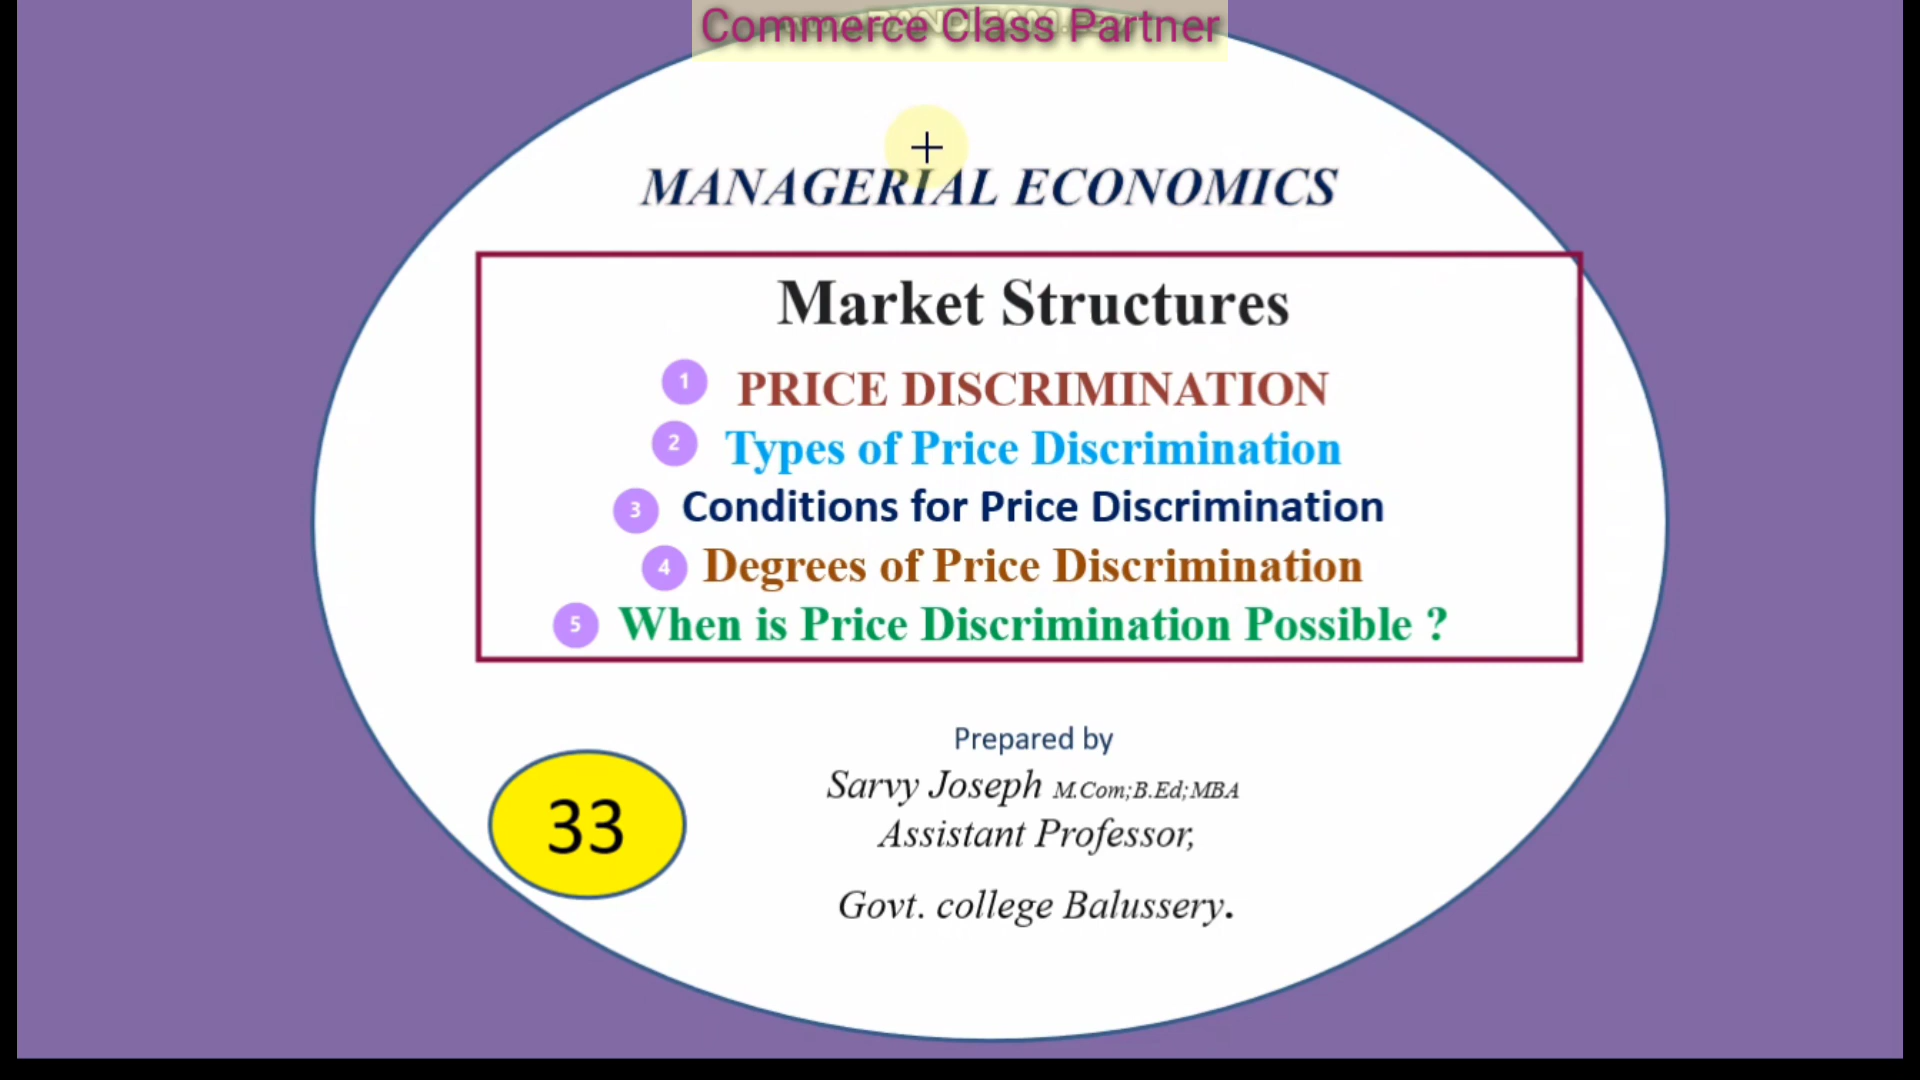 Commerce Class Partner
MANAGERIAL ECONOMICS
Market Structures
1 PRICE DISCRIMINATION
2 Types of Price Discrimination
3 Conditions for Price Discrimination
4 Degrees of Price Discrimination
5 When is Price Discrimination Possible ?
Prepared by
Sarvy Joseph M.Com;B.Ed;MBA
33
Assistant Professor,
Govt. college Balussery.